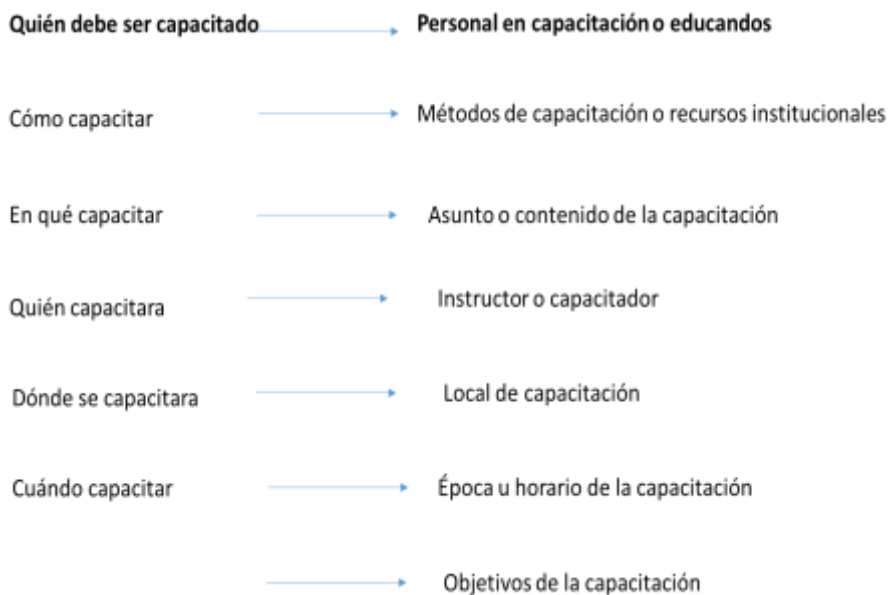 Quién debe ser capacitado Personal en capacitación o educandos
Cómo capacitar Métodos de capacitación o recursos institucionales
En qué capacitar Asunto o contenido de la capacitación
Quién capacitara Instructor o capacitador
Dónde se capacitara Local de capacitación
Cuándo capacitar Época u horario de la capacitación
Objetivos de la capacitación